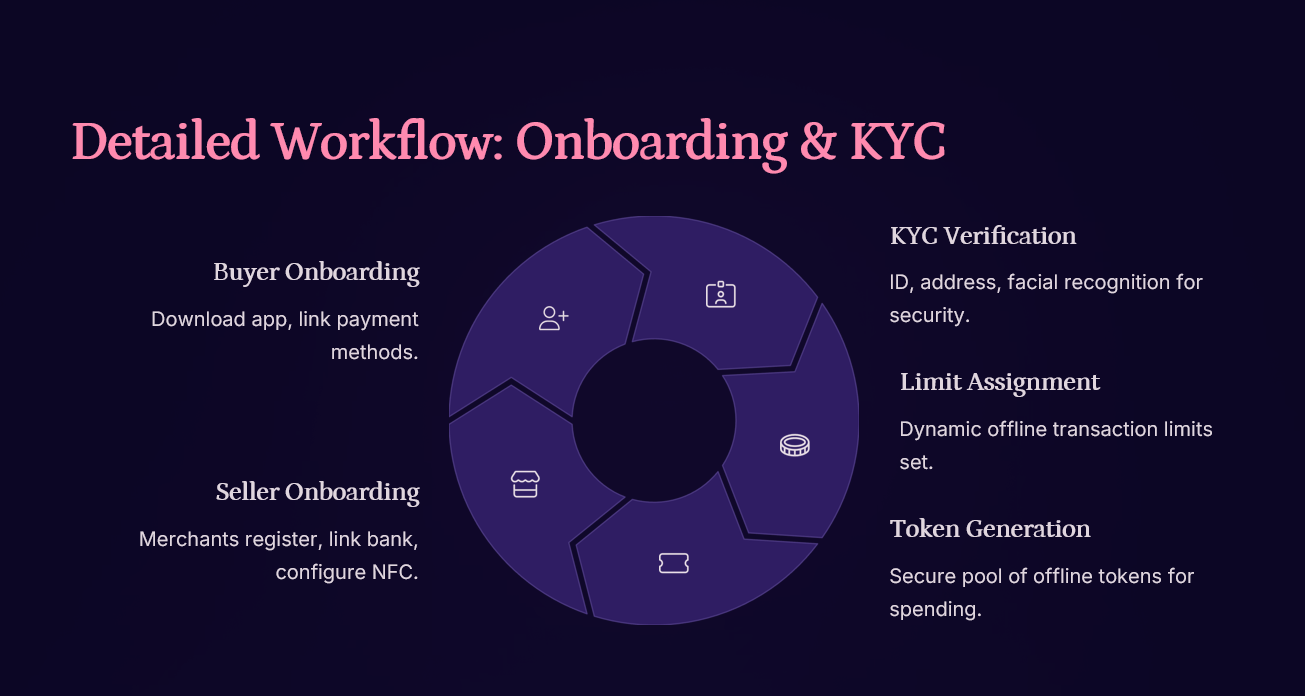 Detailed Workflow: Onboarding & KYC
Buyer Onboarding
Download app, link payment
methods.
KYC Verification
ID, address, facial recognition for
security.
Limit Assignment
Dynamic offline transaction limits
set.
Token Generation
Secure pool of offline tokens for
spending.
Seller Onboarding
Merchants register, link bank,
configure NFC.